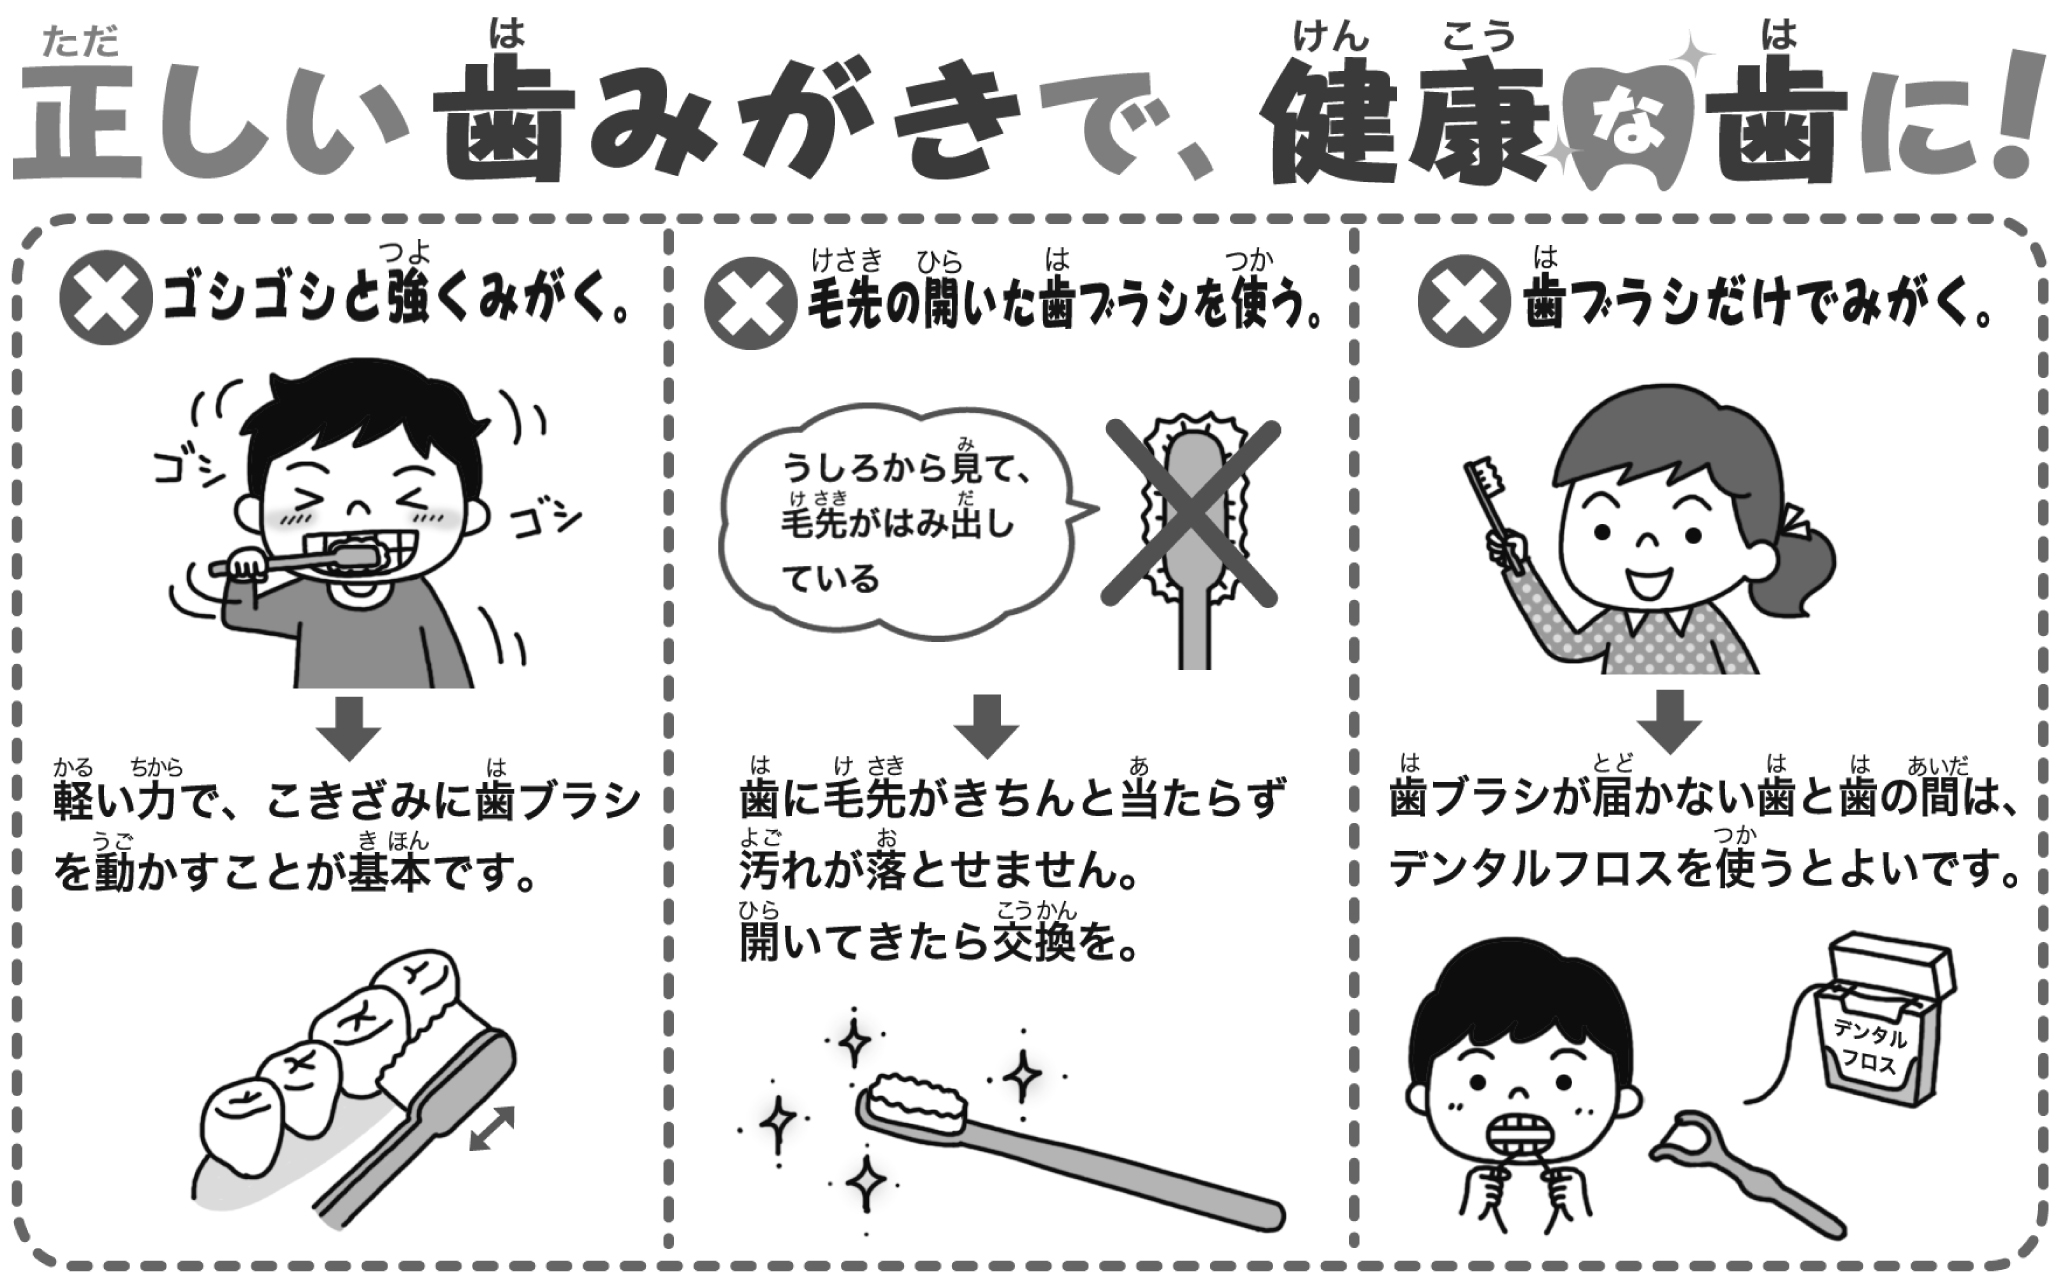 正しい歯みがきで、健康な歯に!
ゴシゴシと強くみがく。
ゴシ
ゴシ
軽い力で、こきざみに歯ブラシ
を動かすことが基本です。
毛先の開いた歯ブラシを使う。
うしろから見て、
毛先がはみ出し
ている
歯に毛先がきちんと当たらず
汚れが落とせません。
開いてきたら交換を。
歯ブラシだけでみがく。
歯ブラシが届かない歯と歯の間は、
デンタルフロスを使うとよいです。
デンタル
フロス